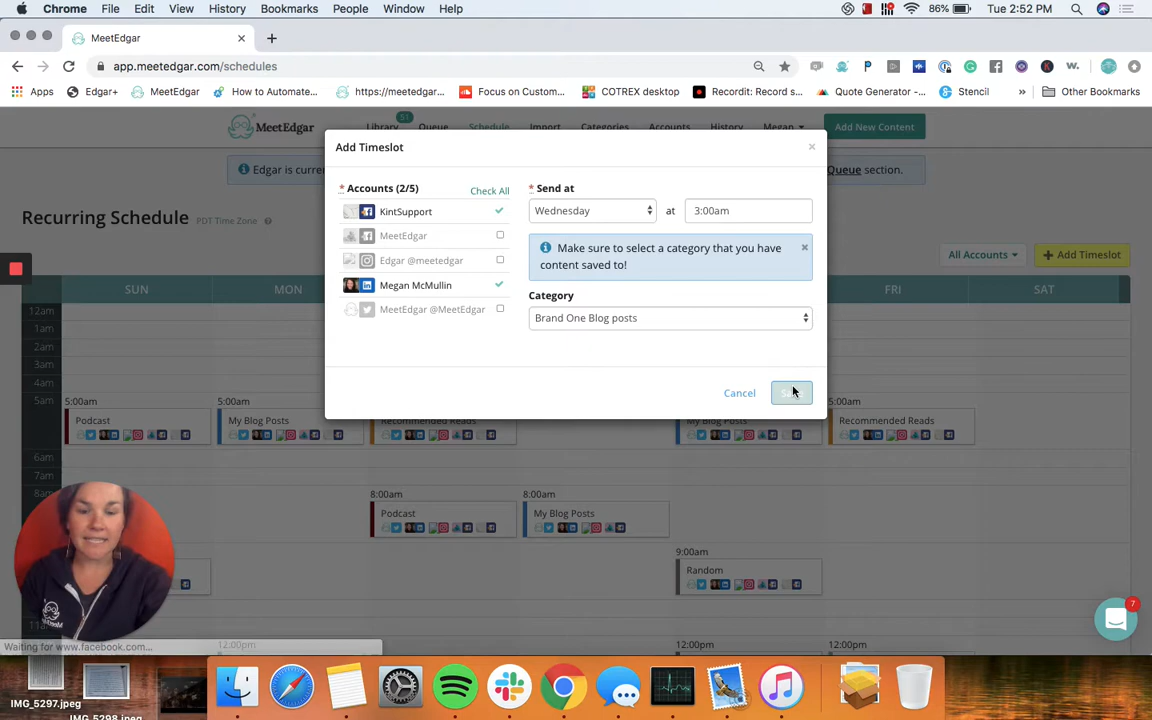 Chrome File Edit View History Bookmarks People Window Help 86% Tue 2:52 PM
MeetEdgar
app.meetedgar.com/schedules
Apps Edgar+ MeetEdgar How to Automate... https://meetedgar... Focus on Custom... COTREX desktop Recordit: Record s... Quote Generator -... Stencil » Other Bookmarks
MeetEdgar Library 51 Queue Schedule Import Categories Accounts History Megan Add New Content
Add Timeslot ×
Edgar is curren
Queue section.
Recurring Schedule PDT Time Zone
* Accounts (2/5) Check All
KintSupport
MeetEdgar
Edgar @meetedgar
Megan McMullin
MeetEdgar @MeetEdgar
* Send at
Wednesday at 3:00am
Make sure to select a category that you have content saved to! ×
Category
Brand One Blog posts
Cancel
All Accounts + Add Timeslot
SUN MON FRI SAT
12am
1am
2am
3am
4am
5am 5:00am 5:00am 5:00am
Podcast My Blog Posts Recommended Reads My Blog Posts Recommended Reads
6am
7am
8am 8:00am 8:00am
Podcast My Blog Posts
9:00am
Random
11am
12:00pm 12:00pm 12:00pm
7
Waiting for www.facebook.com...
IMG_5297.jpeg
IMG_5298.jpeg